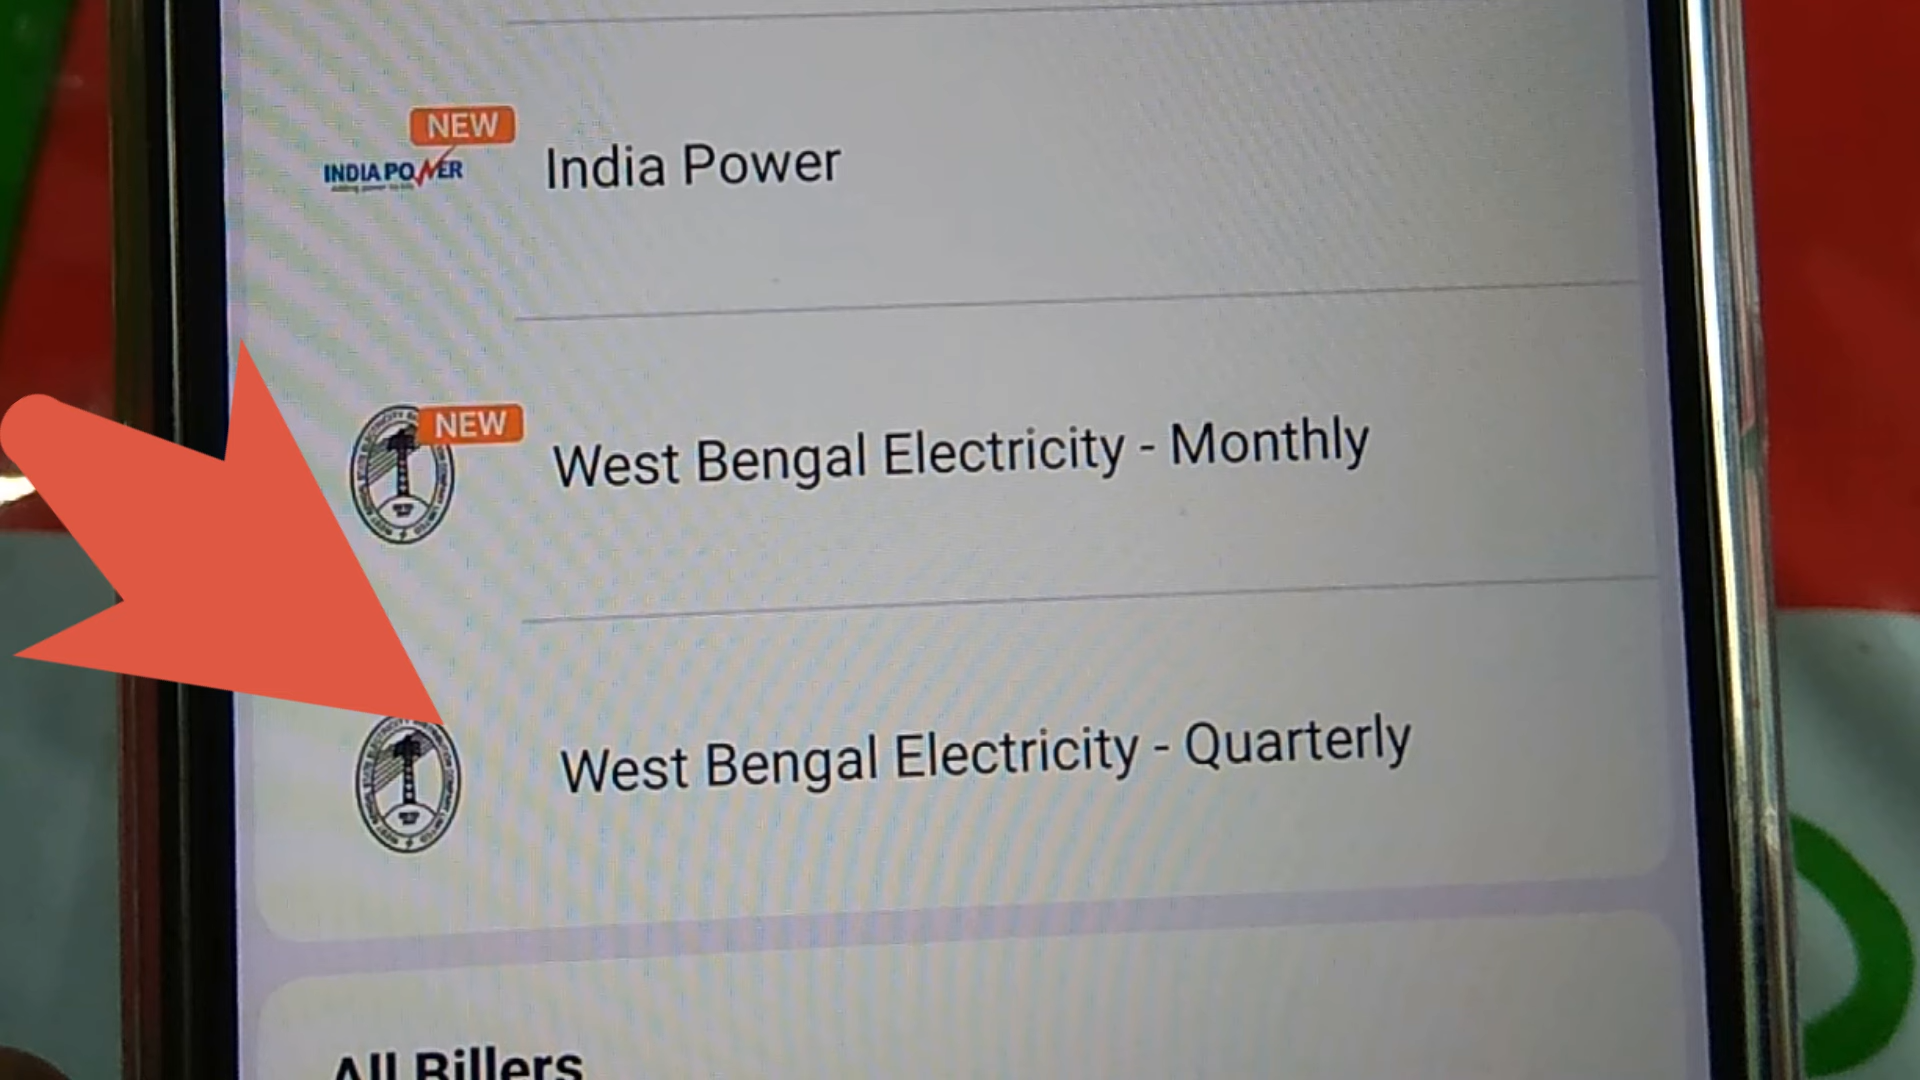 NEW
INDIA POWER
India Power
NEW
West Bengal Electricity - Monthly
West Bengal Electricity - Quarterly
All Billers